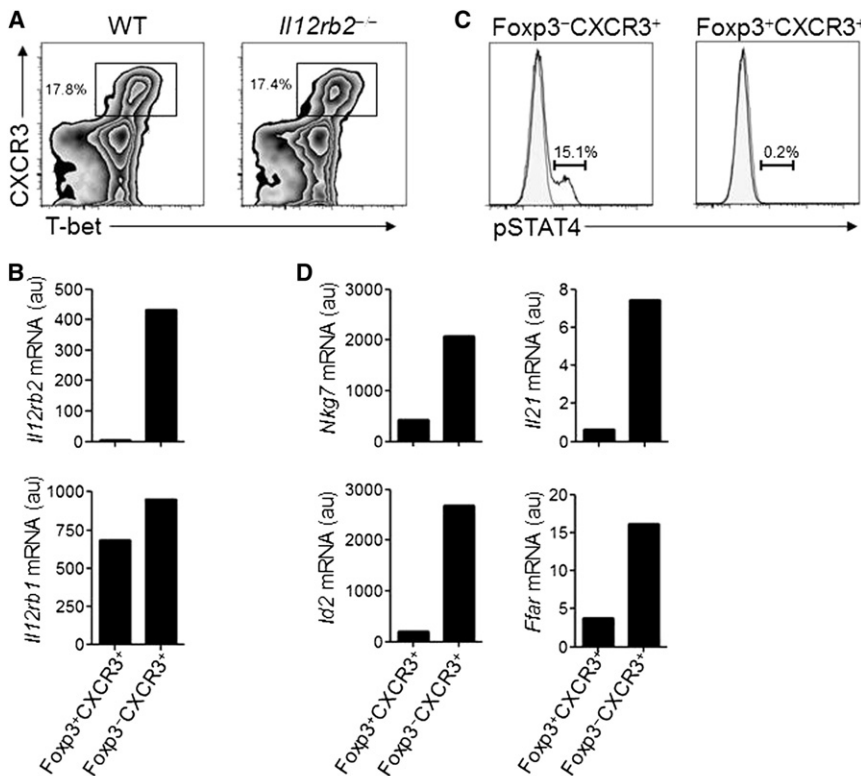 A
WT
Il12rb2–/–
17.8%
17.4%
CXCR3
T-bet
C
Foxp3–CXCR3+
Foxp3+CXCR3+
15.1%
0.2%
pSTAT4
B
Il12rb2 mRNA (au)
500
400
300
200
100
0
Il12rb1 mRNA (au)
1000
750
500
250
0
Foxp3+CXCR3+
Foxp3–CXCR3+
D
Nkg7 mRNA (au)
3000
2000
1000
0
Il21 mRNA (au)
8
6
4
2
0
Id2 mRNA (au)
3000
2000
1000
0
Ffar mRNA (au)
20
15
10
5
0
Foxp3+CXCR3+
Foxp3–CXCR3+
Foxp3+CXCR3+
Foxp3–CXCR3+